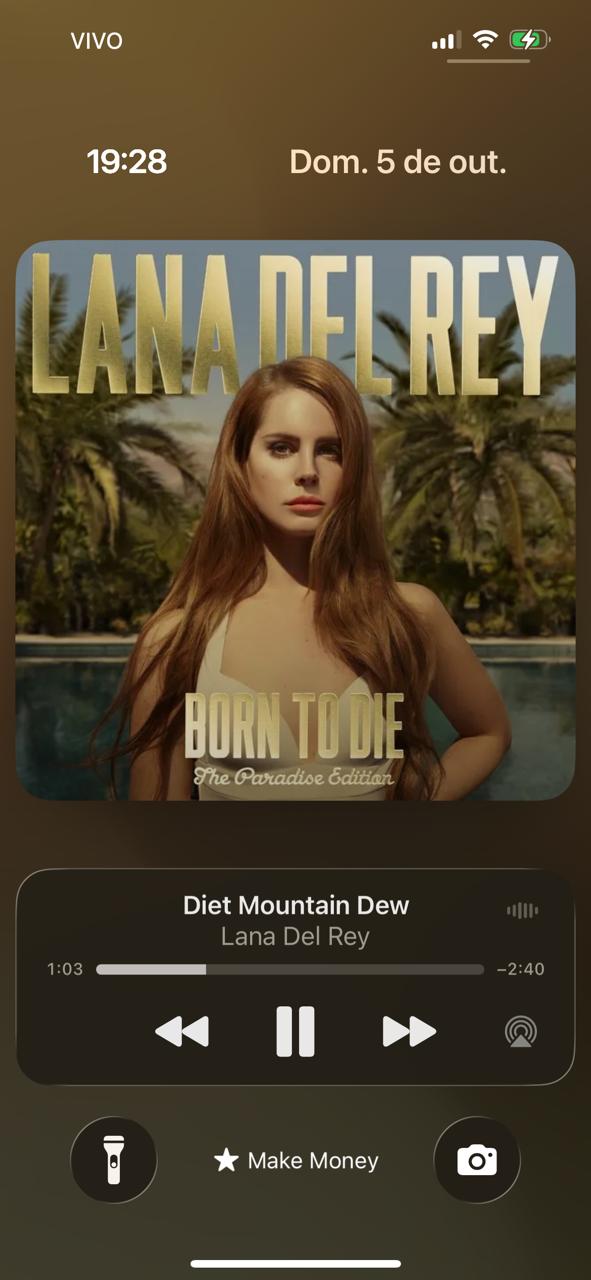 VIVO
19:28 Dom. 5 de out.
LANA DEL REY
BORN TO DIE
The Paradise Edition
Diet Mountain Dew
Lana Del Rey
1:03 −2:40
Make Money